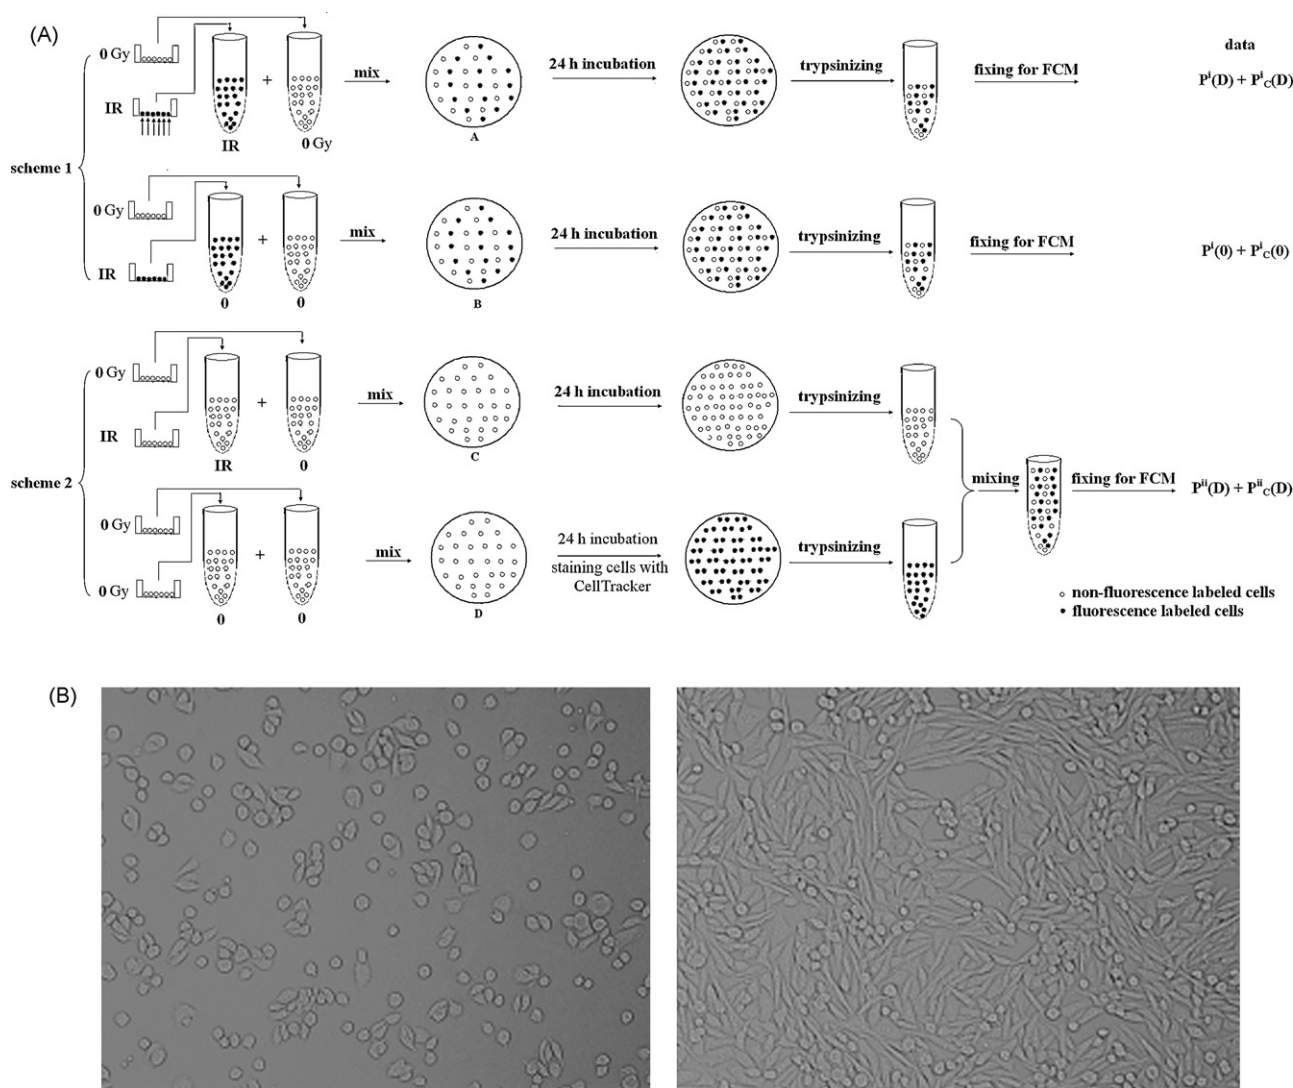 (A)
data
0 Gy
IR
IR
+
0 Gy
mix
A
24 h incubation
trypsinizing
fixing for FCM
P^i(D) + P^i_C(D)
scheme 1
0 Gy
IR
0
+
0
mix
B
24 h incubation
trypsinizing
fixing for FCM
P^i(0) + P^i_C(0)
0 Gy
IR
IR
+
0
mix
C
24 h incubation
trypsinizing
scheme 2
mixing
fixing for FCM
P^ii(D) + P^ii_C(D)
0 Gy
0 Gy
0
+
0
mix
D
24 h incubation
staining cells with
CellTracker
trypsinizing
non-fluorescence labeled cells
fluorescence labeled cells
(B)